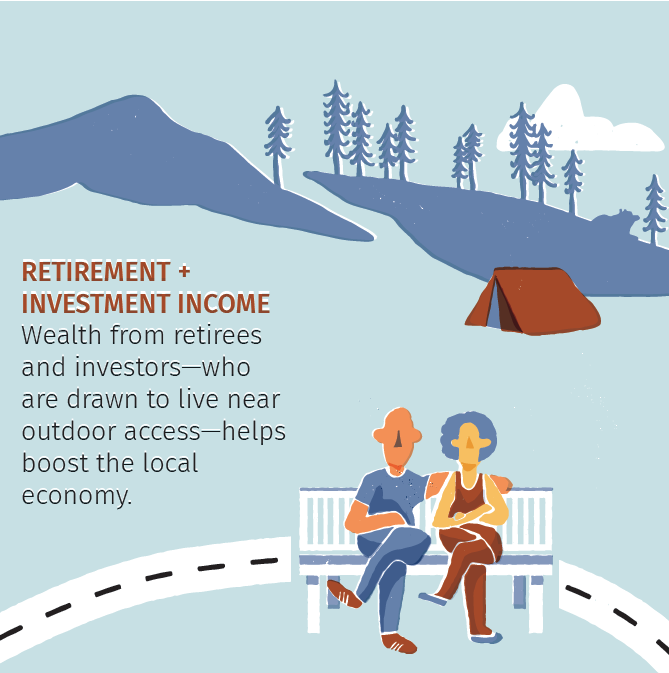 RETIREMENT +
INVESTMENT INCOME
Wealth from retirees
and investors—who
are drawn to live near
outdoor access—helps
boost the local
economy.